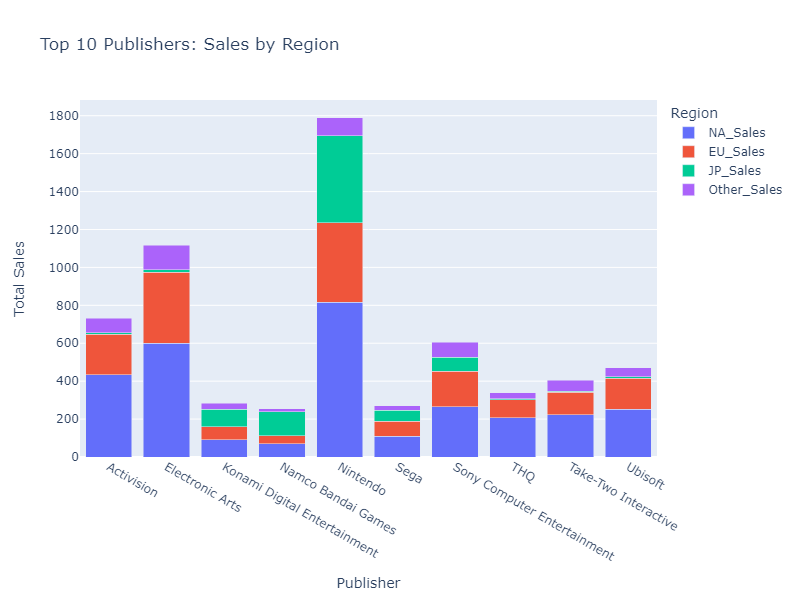 Top 10 Publishers: Sales by Region
Region
NA_Sales
EU_Sales
JP_Sales
Other_Sales
Total Sales
1800
1600
1400
1200
1000
800
600
400
200
0
Activision
Electronic Arts
Konami Digital Entertainment
Namco Bandai Games
Nintendo
Sega
Sony Computer Entertainment
THQ
Take-Two Interactive
Ubisoft
Publisher